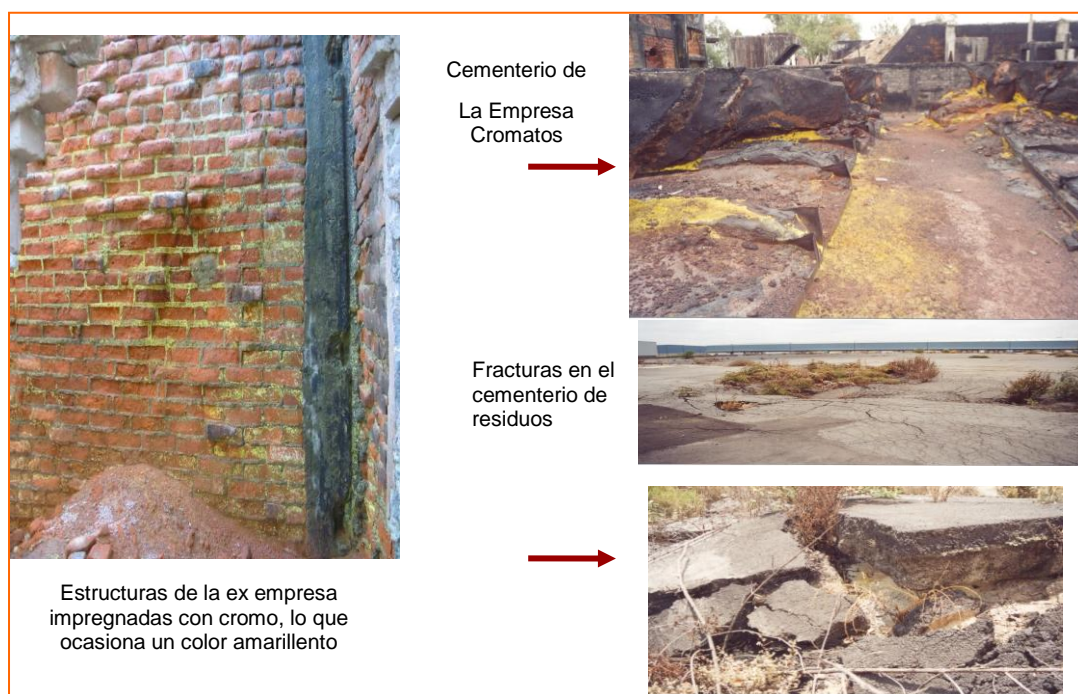 Cementerio de
La Empresa
Cromatos
Fracturas en el
cementerio de
residuos
Estructuras de la ex empresa
impregnadas con cromo, lo que
ocasiona un color amarillento